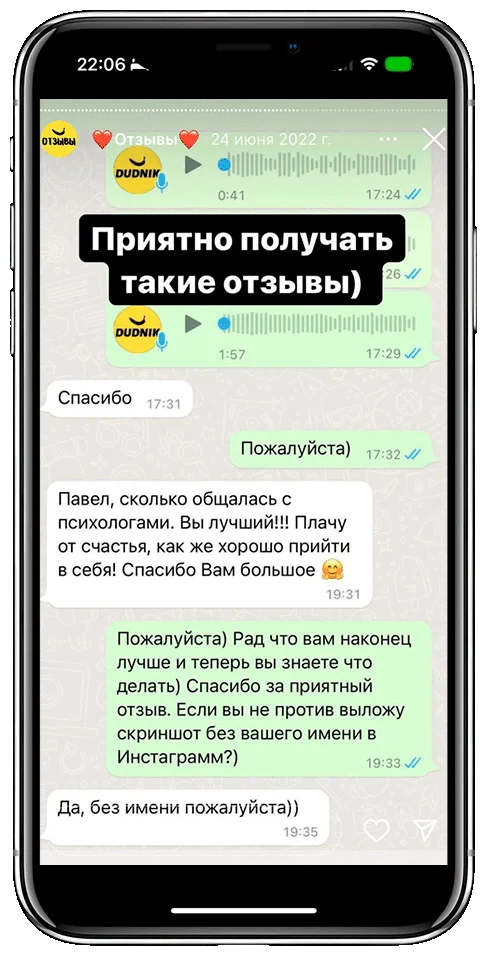 22:06
ОТЗЫВЫ
❤️Отзывы❤️ 24 июня 2022 г.
DUDNIK
0:41 17:24
Приятно получать
такие отзывы)
26
DUDNIK
1:57 17:29
Спасибо 17:31
Пожалуйста) 17:32
Павел, сколько общалась с
психологами. Вы лучший!!! Плачу
от счастья, как же хорошо прийти
в себя! Спасибо Вам большое 🤗
19:31
Пожалуйста) Рад что вам наконец
лучше и теперь вы знаете что
делать) Спасибо за приятный
отзыв. Если вы не против выложу
скриншот без вашего имени в
Инстаграмм?)
19:33
Да, без имени пожалуйста))
19:35